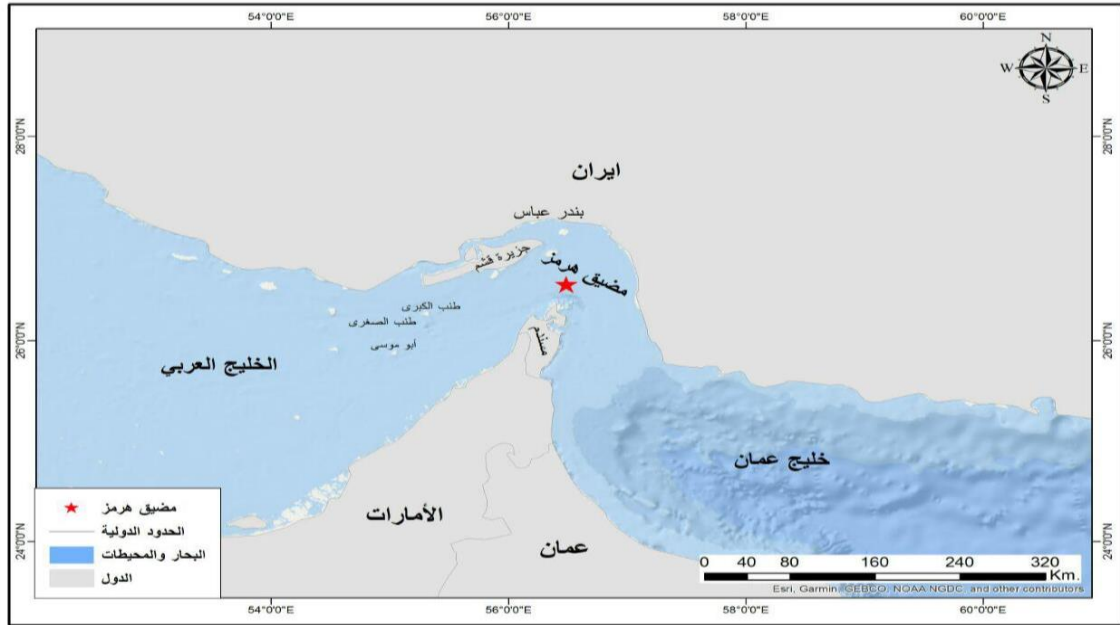 54°0'0"E 56°0'0"E 58°0'0"E 60°0'0"E
N
W E
S
28°0'0"N 28°0'0"N
ايران
بندر عباس
جزيرة قشم
مضيق هرمز
طنب الكبرى
طنب الصغرى
أبو موسى
مسندم
26°0'0"N 26°0'0"N
الخليج العربي
خليج عمان
الأمارات
عمان
24°0'0"N 24°0'0"N
مضيق هرمز
الحدود الدولية
البحار والمحيطات
الدول
0 40 80 160 240 320
Km.
Esri, Garmin, GEBCO, NOAA NGDC, and other contributors
54°0'0"E 56°0'0"E 58°0'0"E 60°0'0"E